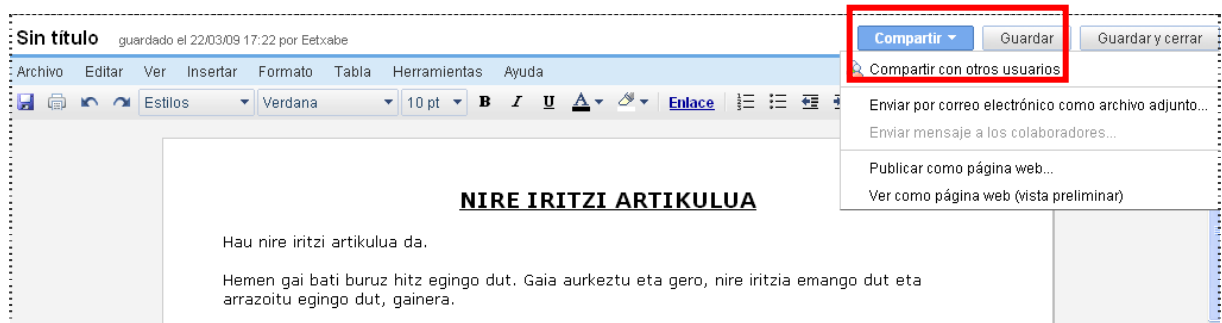 Sin título guardado el 22/03/09 17:22 por Eetxabe Compartir Guardar Guardar y cerrar
Archivo Editar Ver Insertar Formato Tabla Herramientas Ayuda
Compartir con otros usuarios
Estilos Verdana 10 pt B I U A Enlace
Enviar por correo electrónico como archivo adjunto...
Enviar mensaje a los colaboradores...
Publicar como página web...
Ver como página web (vista preliminar)
NIRE IRITZI ARTIKULUA
Hau nire iritzi artikulua da.
Hemen gai bati buruz hitz egingo dut. Gaia aurkeztu eta gero, nire iritzia emango dut eta
arrazoitu egingo dut, gainera.